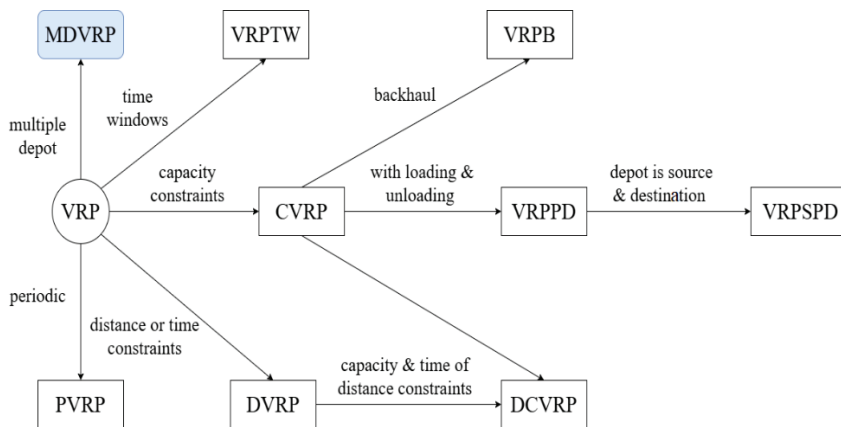 MDVRP
VRPTW
VRPB
time
windows
backhaul
multiple
depot
capacity
constraints
with loading &
unloading
depot is source
& destination
VRP
CVRP
VRPPD
VRPSPD
periodic
distance or time
constraints
capacity & time of
distance constraints
PVRP
DVRP
DCVRP